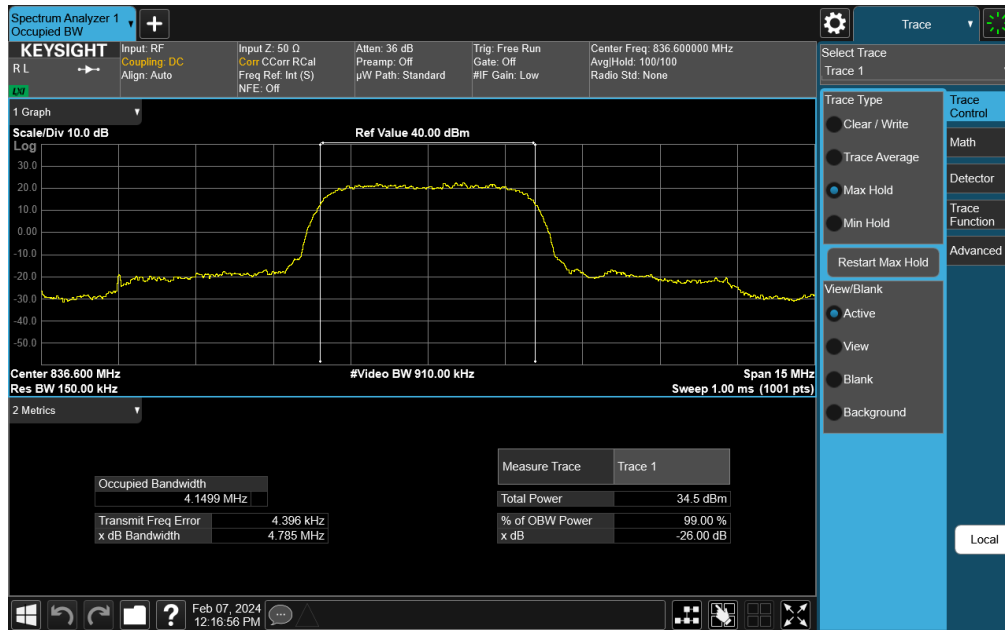 Spectrum Analyzer 1
Occupied BW
Trace
KEYSIGHT
R L
LXI
Input: RF
Coupling: DC
Align: Auto
Input Z: 50 Ω
Corr CCorr RCal
Freq Ref: Int (S)
NFE: Off
Atten: 36 dB
Preamp: Off
µW Path: Standard
Trig: Free Run
Gate: Off
#IF Gain: Low
Center Freq: 836.600000 MHz
Avg|Hold: 100/100
Radio Std: None
Select Trace
Trace 1
1 Graph
Scale/Div 10.0 dB
Ref Value 40.00 dBm
Log
30.0
20.0
10.0
0.00
-10.0
-20.0
-30.0
-40.0
-50.0
Center 836.600 MHz
#Video BW 910.00 kHz
Span 15 MHz
Res BW 150.00 kHz
Sweep 1.00 ms (1001 pts)
Trace Type
Clear / Write
Trace Average
Max Hold
Min Hold
Restart Max Hold
View/Blank
Active
View
Blank
Background
Trace
Control
Math
Detector
Trace
Function
Advanced
2 Metrics
Measure Trace Trace 1
Occupied Bandwidth
4.1499 MHz
Total Power 34.5 dBm
Transmit Freq Error 4.396 kHz
% of OBW Power 99.00 %
x dB Bandwidth 4.785 MHz
x dB -26.00 dB
Local
?
Feb 07, 2024
12:16:56 PM